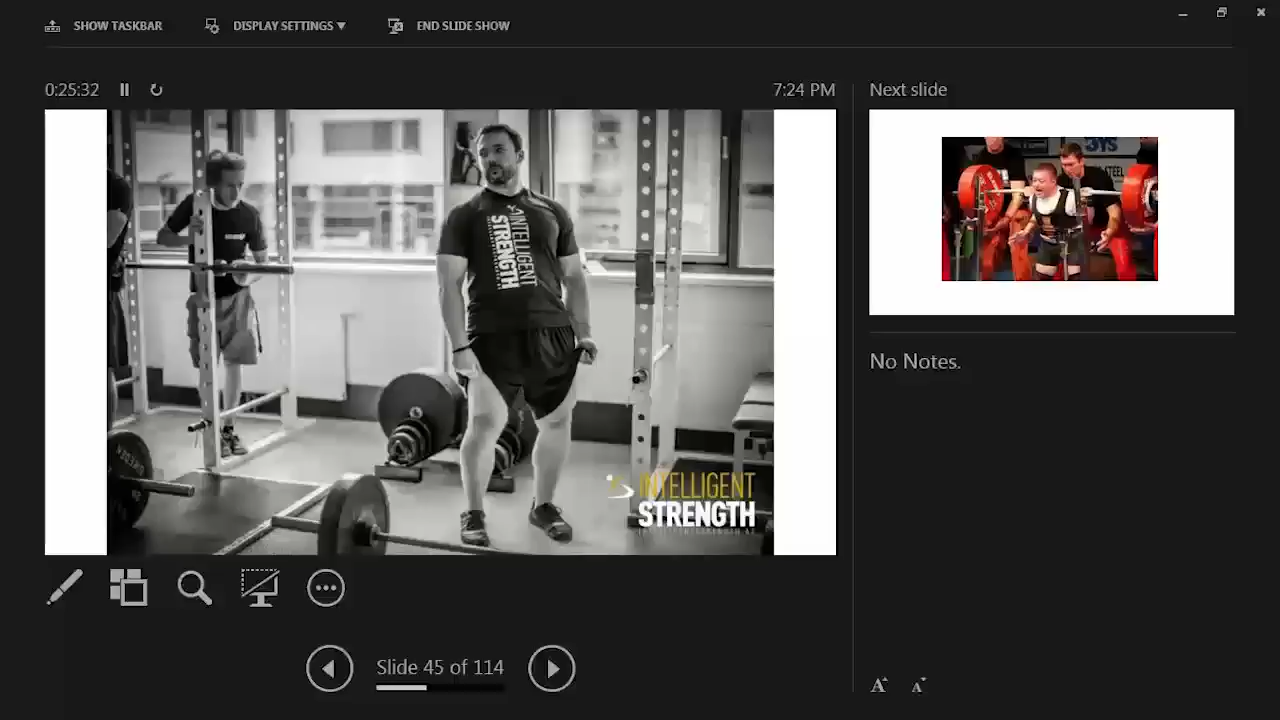 SHOW TASKBAR
DISPLAY SETTINGS
END SLIDE SHOW
0:25:32
7:24 PM
Next slide
INTELLIGENT
STRENGTH
INTELLIGENT
STRENGTH
No Notes.
Slide 45 of 114
A
A